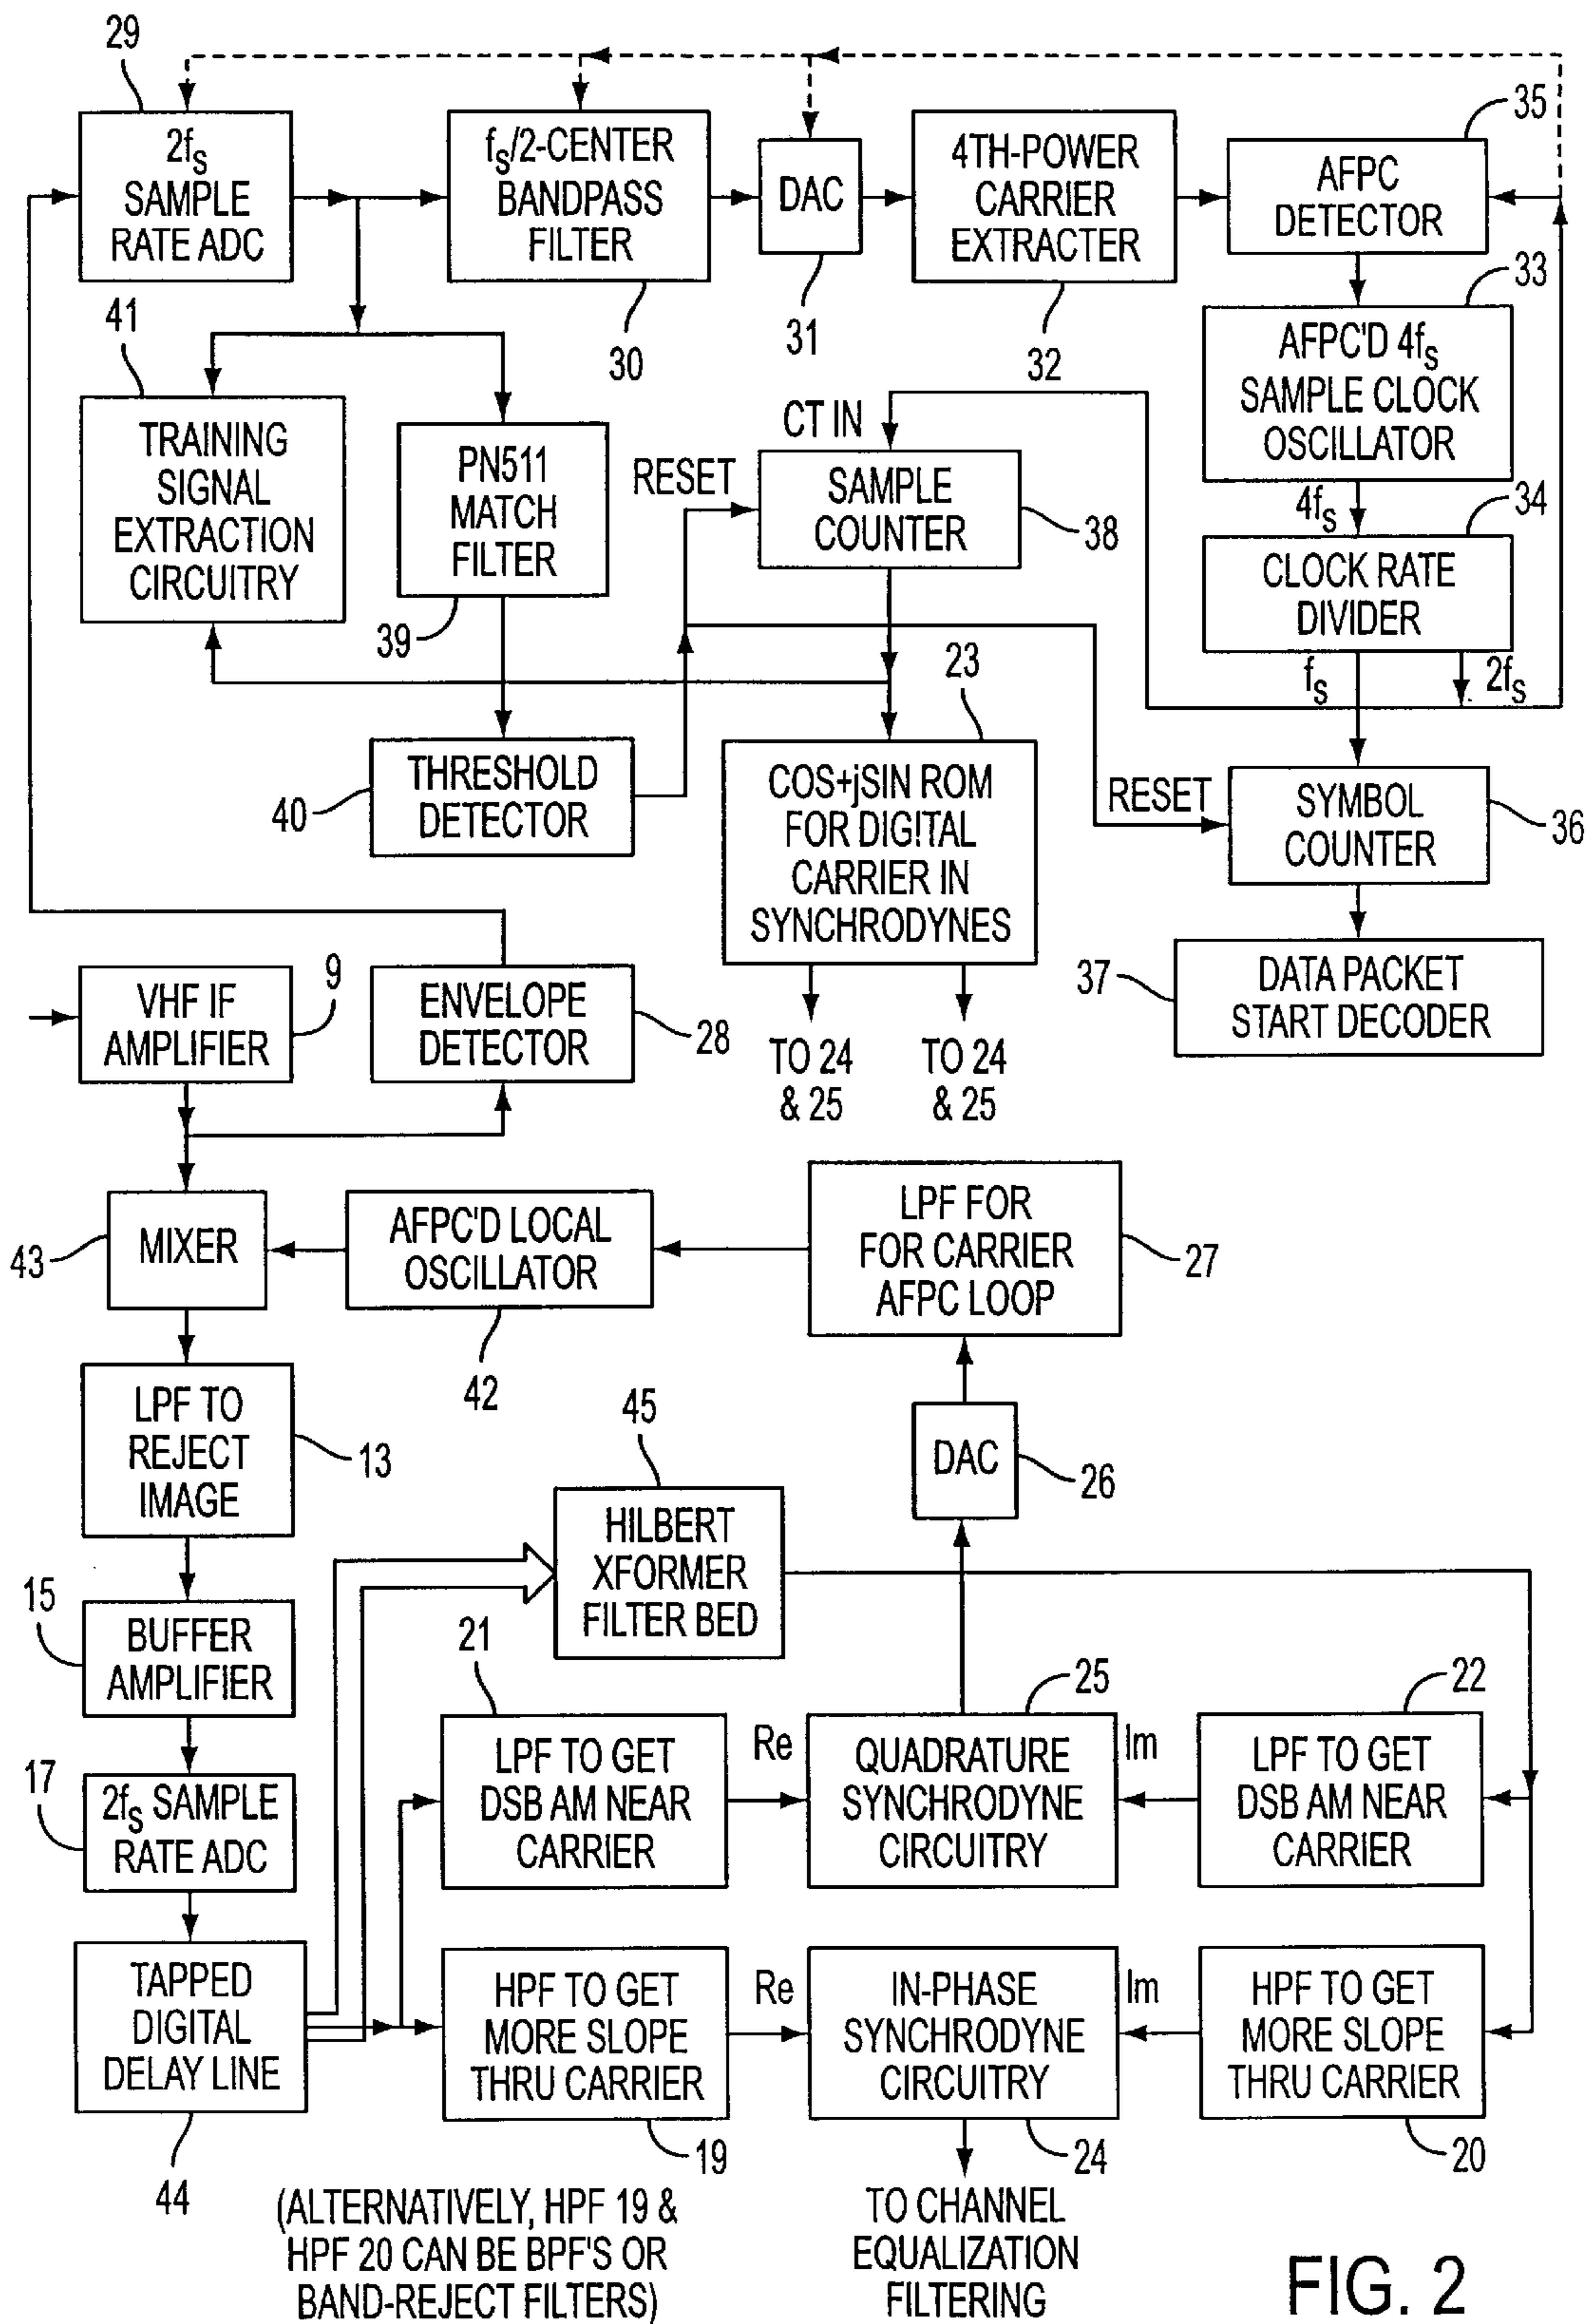 29
2fs
SAMPLE
RATE ADC
fs/2-CENTER
BANDPASS
FILTER
30
DAC
31
4TH-POWER
CARRIER
EXTRACTER
32
35
AFPC
DETECTOR
33
AFPC'D 4fs
SAMPLE CLOCK
OSCILLATOR
4fs
34
CLOCK RATE
DIVIDER
fs
2fs
41
TRAINING
SIGNAL
EXTRACTION
CIRCUITRY
PN511
MATCH
FILTER
39
CT IN
RESET
SAMPLE
COUNTER
38
THRESHOLD
DETECTOR
40
23
COS+jSIN ROM
FOR DIG!TAL
CARRIER IN
SYNCHRODYNES
TO 24
& 25
TO 24
& 25
RESET
SYMBOL
COUNTER
36
37
DATA PACKET
START DECODER
VHF IF
AMPLIFIER
9
ENVELOPE
DETECTOR
28
MIXER
43
AFPC'D LOCAL
OSCILLATOR
42
LPF FOR
FOR CARRIER
AFPC LOOP
27
LPF TO
REJECT
IMAGE
13
45
HILBERT
XFORMER
FILTER BED
DAC
26
15
BUFFER
AMPLIFIER
17
2fs SAMPLE
RATE ADC
21
LPF TO GET
DSB AM NEAR
CARRIER
Re
25
QUADRATURE
SYNCHRODYNE
CIRCUITRY
Im
22
LPF TO GET
DSB AM NEAR
CARRIER
TAPPED
DIGITAL
DELAY LINE
44
HPF TO GET
MORE SLOPE
THRU CARRIER
19
Re
IN-PHASE
SYNCHRODYNE
CIRCUITRY
24
Im
HPF TO GET
MORE SLOPE
THRU CARRIER
20
(ALTERNATIVELY, HPF 19 &
HPF 20 CAN BE BPF'S OR
BAND-REJECT FILTERS)
TO CHANNEL
EQUALIZATION
FILTERING
FIG. 2